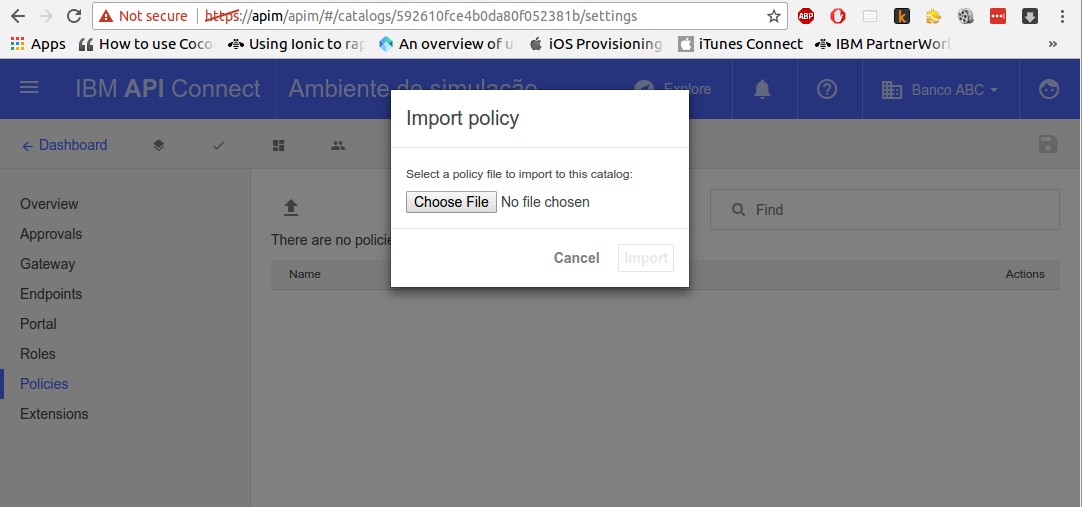 Not secure https://apim/apim/#/catalogs/592610fce4b0da80f052381b/settings ABP k
Apps How to use Coco Using Ionic to rap An overview of u iOS Provisioning iTunes Connect IBM PartnerWorl »
IBM API Connect Ambiente de simulação Explore Banco ABC
Import policy
Dashboard
Select a policy file to import to this catalog:
Choose File No file chosen
Cancel Import
Overview
Approvals
Gateway
Endpoints
Portal
Roles
Policies
Extensions
Find
There are no policie
Name Actions